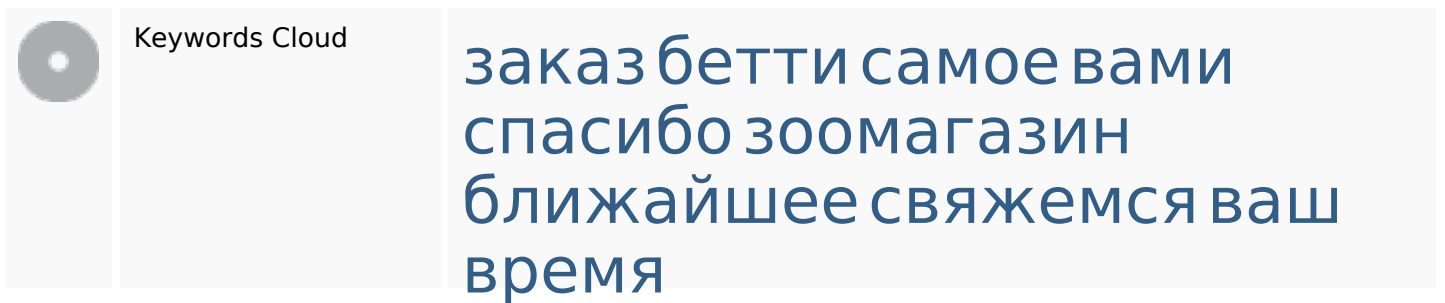 Keywords Cloud
заказ бетти самое вами
спасибо зоомагазин
ближайшее свяжемся ваш
время